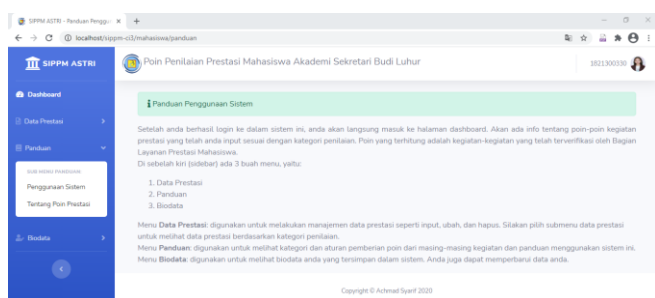 SIPPM ASTRI - Panduan Penggu
localhost/sippm-ci3/mahasiswa/panduan
SIPPM ASTRI
Poin Penilaian Prestasi Mahasiswa Akademi Sekretari Budi Luhur
1821300330
Dashboard
Data Prestasi
Panduan
SUB MENU PANDUAN
Penggunaan Sistem
Tentang Poin Prestasi
Biodata
Panduan Penggunaan Sistem
Setelah anda berhasil login ke dalam sistem ini, anda akan langsung masuk ke halaman dashboard. Akan ada info tentang poin-poin kegiatan
prestasi yang telah anda input sesuai dengan kategori penilaian. Poin yang terhitung adalah kegiatan-kegiatan yang telah terverifikasi oleh Bagian
Layanan Prestasi Mahasiswa.
Di sebelah kiri (sidebar) ada 3 buah menu, yaitu:
1. Data Prestasi
2. Panduan
3. Biodata
Menu Data Prestasi: digunakan untuk melakukan manajemen data prestasi seperti input, ubah, dan hapus. Silakan pilih submenu data prestasi
untuk melihat data prestasi berdasarkan kategori penilaian.
Menu Panduan: digunakan untuk melihat kategori dan aturan pemberian poin dari masing-masing kegiatan dan panduan menggunakan sistem ini.
Menu Biodata: digunakan untuk melihat biodata anda yang tersimpan dalam sistem. Anda juga dapat memperbarui data anda.
Copyright © Achmad Syarif 2020